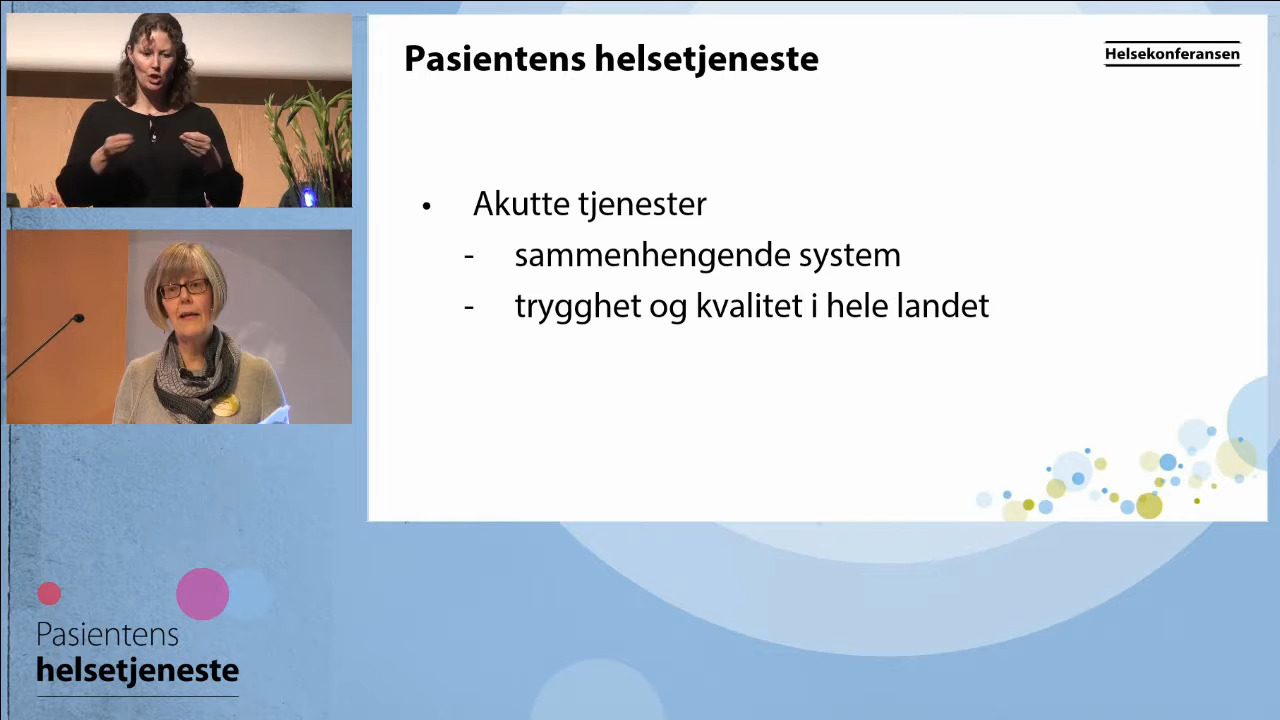 Pasientens helsetjeneste
Helsekonferansen
• Akutte tjenester
- sammenhengende system
- trygghet og kvalitet i hele landet
Pasientens
helsetjeneste